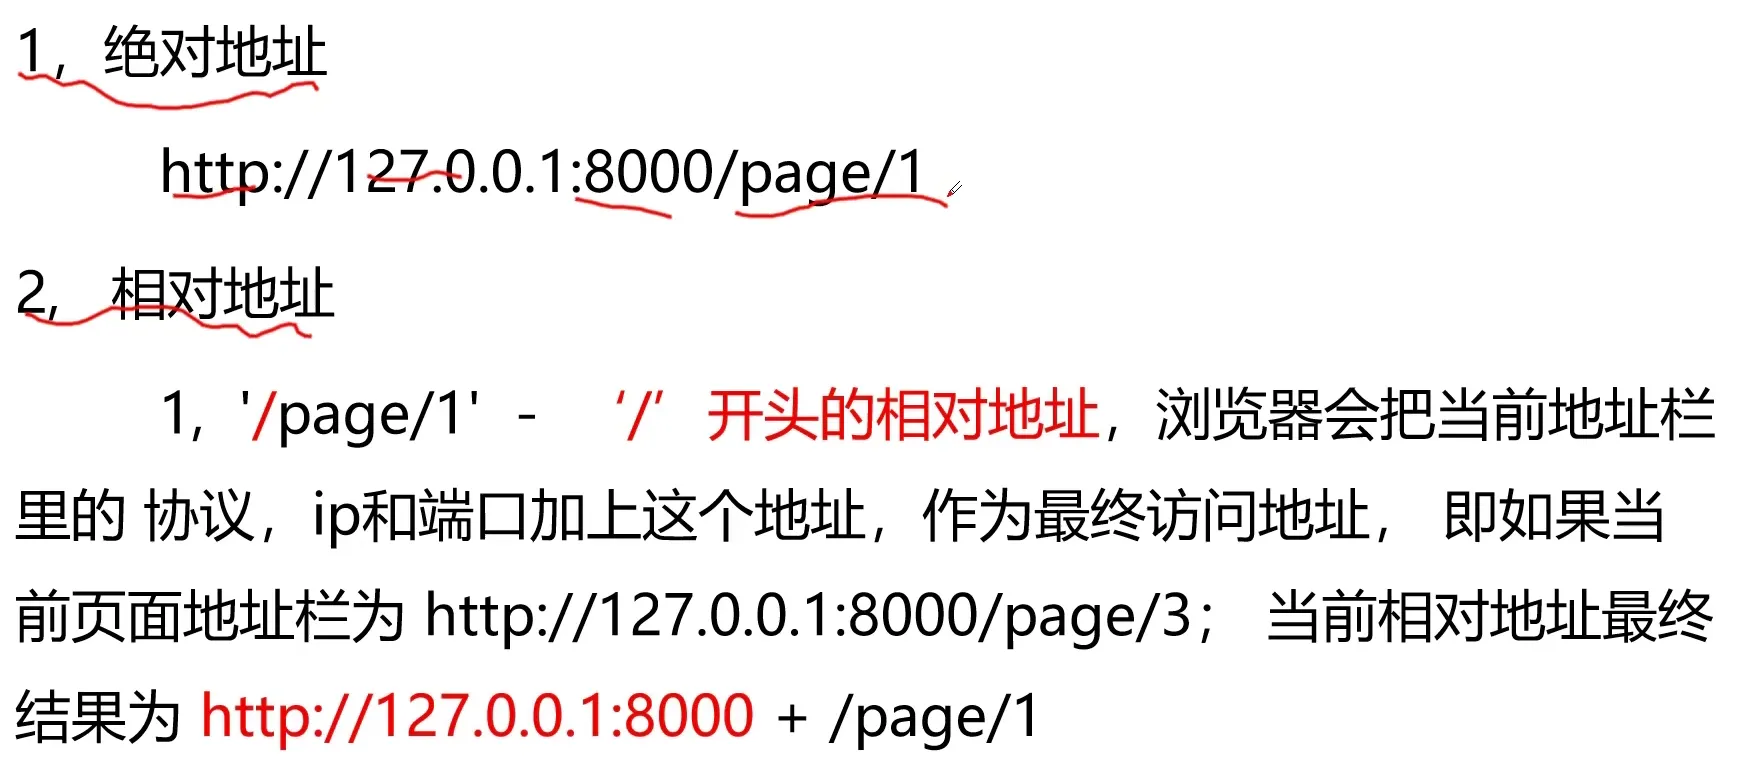 1，绝对地址
http://127.0.0.1:8000/page/1
2， 相对地址
1, '/page/1' - ‘/’开头的相对地址，浏览器会把当前地址栏
里的 协议，ip和端口加上这个地址，作为最终访问地址， 即如果当
前页面地址栏为 http://127.0.0.1:8000/page/3； 当前相对地址最终
结果为 http://127.0.0.1:8000 + /page/1